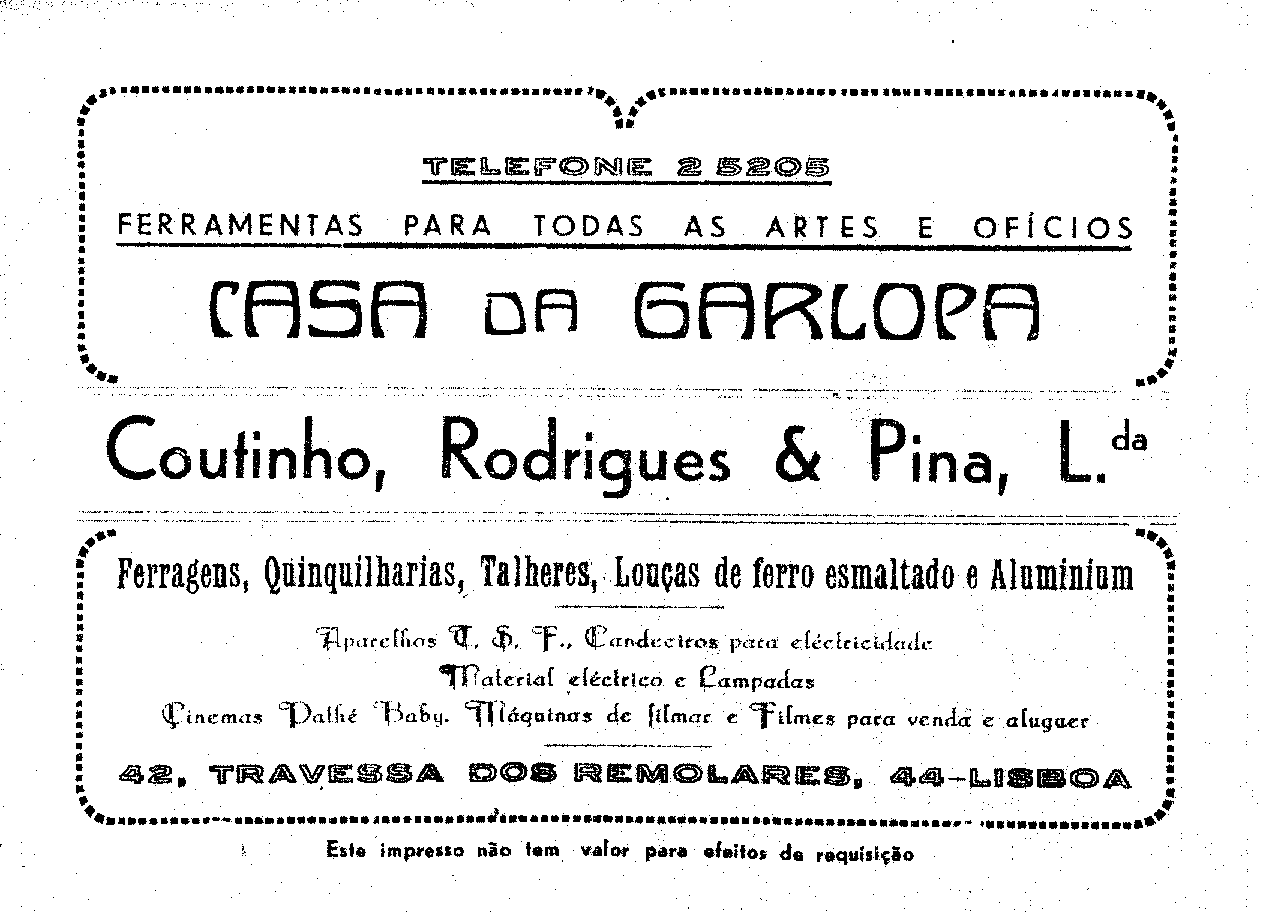 TELEFONE 2 5205
FERRAMENTAS PARA TODAS AS ARTES E OFÍCIOS
CASA DA GARLOPA
Coutinho, Rodrigues & Pina, L.da
Ferragens, Quinquilharias, Talheres, Louças de ferro esmaltado e Aluminium
Aparelhos T. S. F., Candeeiros para eléctricidade
Material eléctrico e Lampadas
Cinemas Pathé Baby. Máquinas de filmar e Filmes para venda e aluguer
42, TRAVESSA DOS REMOLARES, 44-LISBOA
Este impresso não tem valor para efeitos de requisição